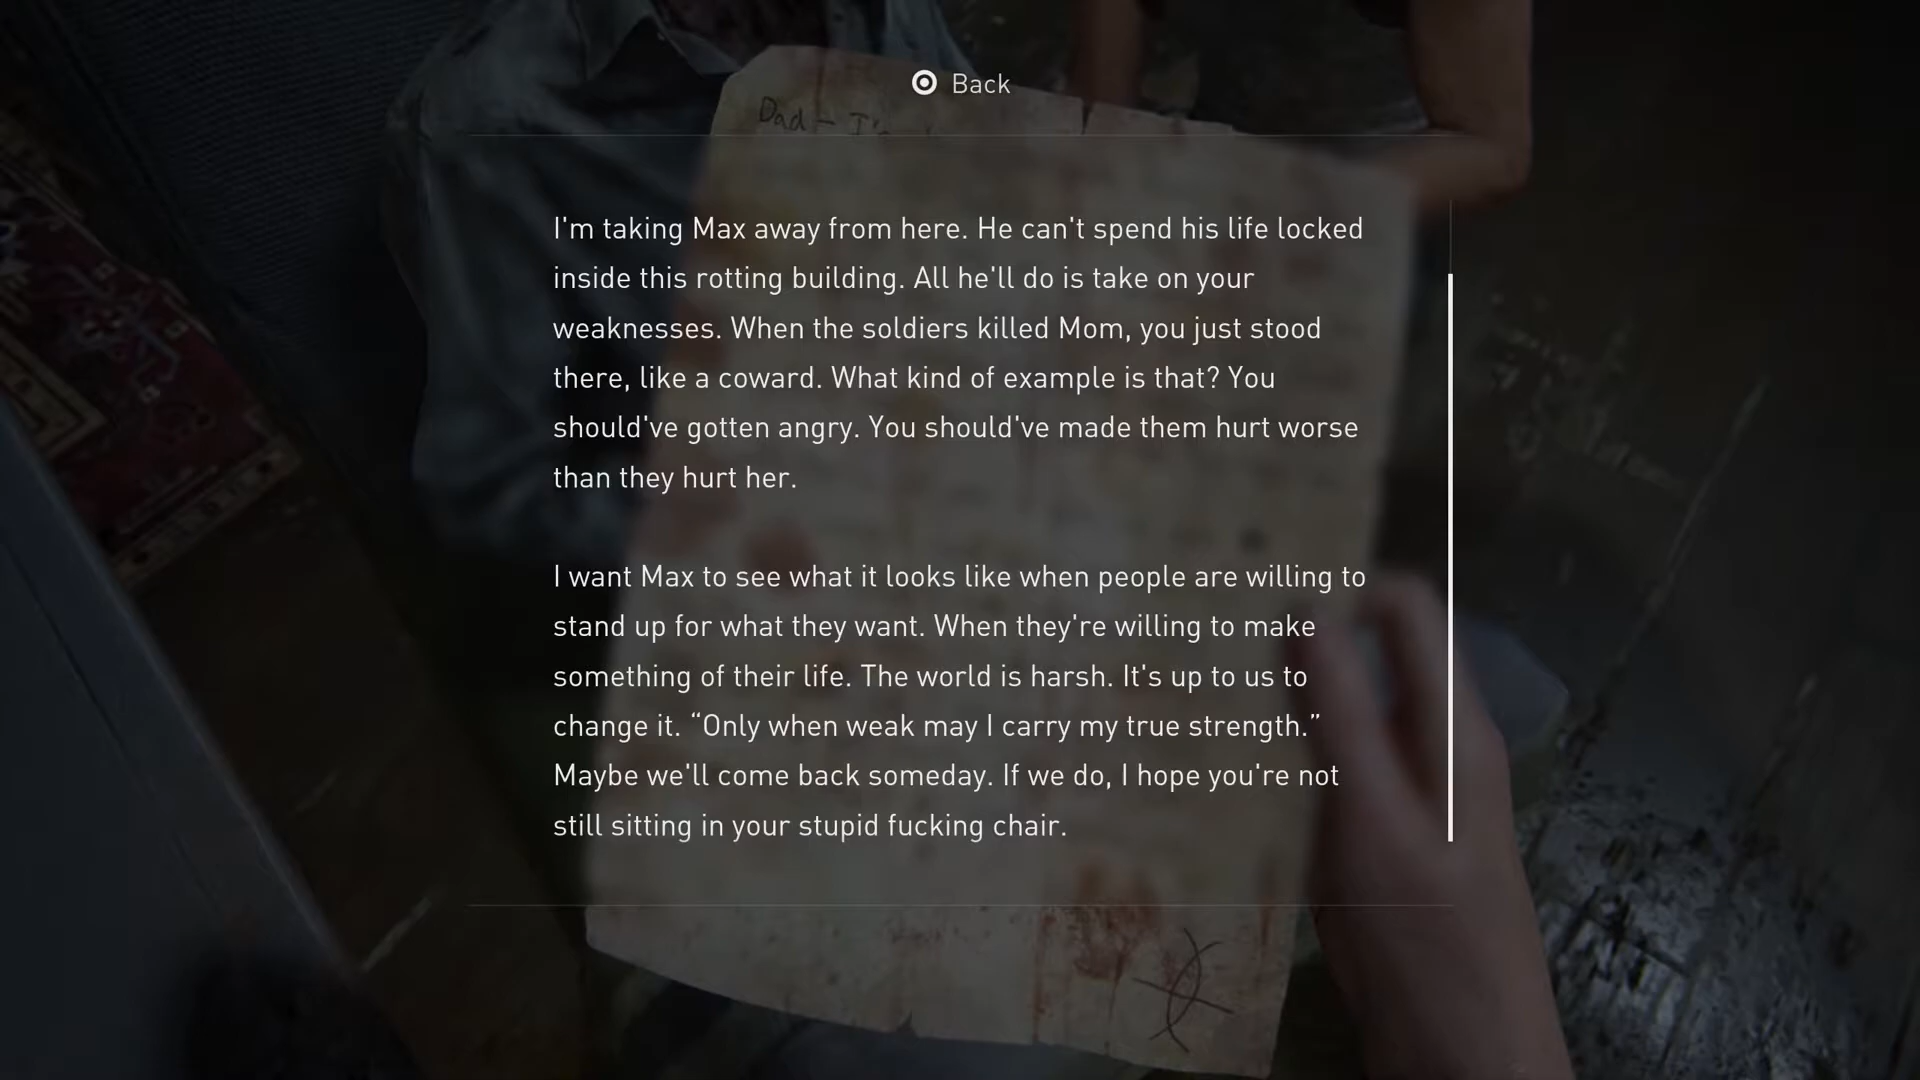 Back
Dad - I'
I'm taking Max away from here. He can't spend his life locked
inside this rotting building. All he'll do is take on your
weaknesses. When the soldiers killed Mom, you just stood
there, like a coward. What kind of example is that? You
should've gotten angry. You should've made them hurt worse
than they hurt her.
I want Max to see what it looks like when people are willing to
stand up for what they want. When they're willing to make
something of their life. The world is harsh. It's up to us to
change it. “Only when weak may I carry my true strength.”
Maybe we'll come back someday. If we do, I hope you're not
still sitting in your stupid fucking chair.